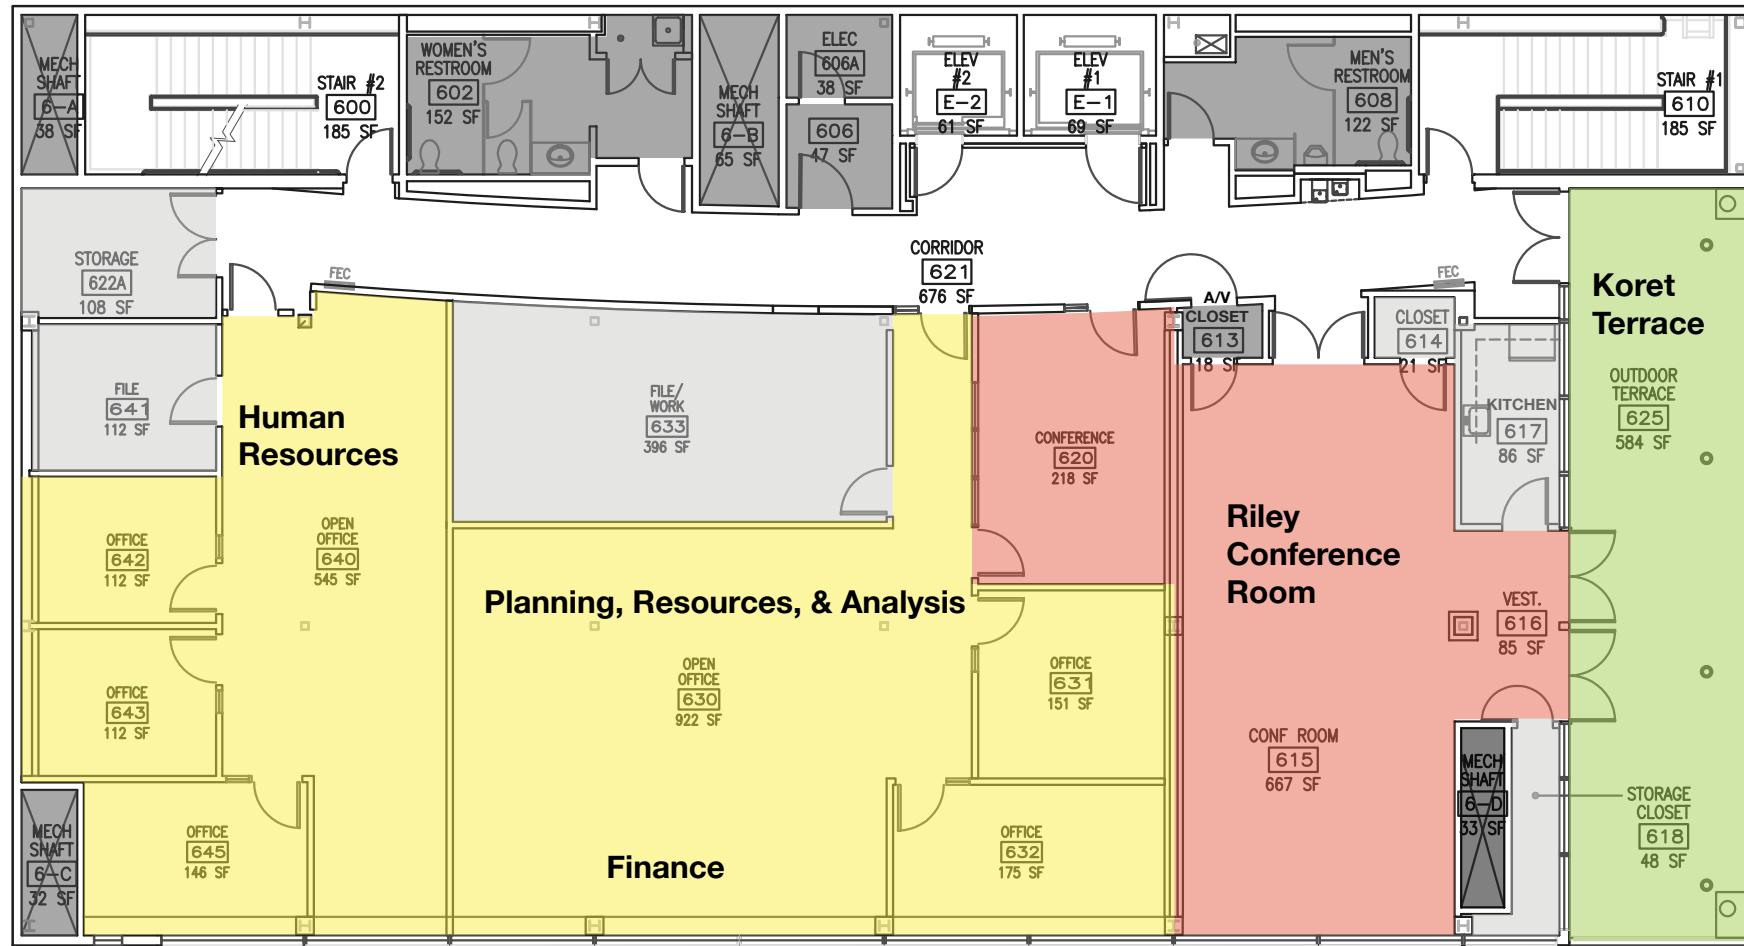 MECH
SHAFT
6-A
38 SF
STAIR #2
600
185 SF
WOMEN'S
RESTROOM
602
152 SF
MECH
SHAFT
6-B
65 SF
ELEC
606A
38 SF
606
47 SF
ELEV
#2
E-2
61 SF
ELEV
#1
E-1
69 SF
MEN'S
RESTROOM
608
122 SF
STAIR #1
610
185 SF
STORAGE
622A
108 SF
FEC
CORRIDOR
621
676 SF
FEC
A/V
CLOSET
613
18 SF
CLOSET
614
21 SF
Koret
Terrace
OUTDOOR
TERRACE
625
584 SF
FILE
641
112 SF
Human
Resources
FILE/
WORK
633
396 SF
CONFERENCE
620
218 SF
KITCHEN
617
86 SF
Riley
Conference
Room
OFFICE
642
112 SF
OPEN
OFFICE
640
545 SF
Planning, Resources, & Analysis
VEST.
616
85 SF
OFFICE
643
112 SF
OPEN
OFFICE
630
922 SF
OFFICE
631
151 SF
CONF ROOM
615
667 SF
MECH
SHAFT
6-D
33 SF
STORAGE
CLOSET
618
48 SF
MECH
SHAFT
6-C
32 SF
OFFICE
645
146 SF
Finance
OFFICE
632
175 SF